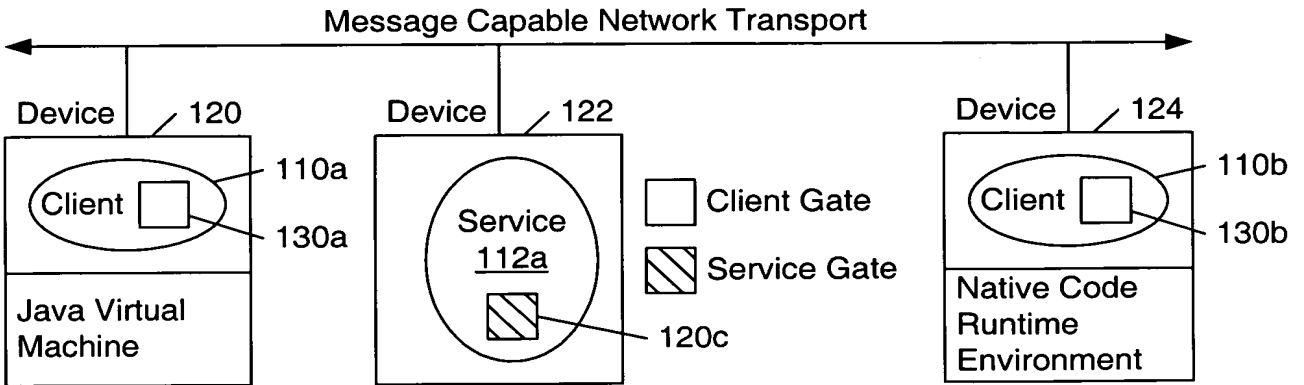 Message Capable Network Transport
Device 120
Device 122
Device 124
Client
110a
130a
Java Virtual
Machine
Service
112a
120c
Client Gate
Service Gate
Client
110b
130b
Native Code
Runtime
Environment